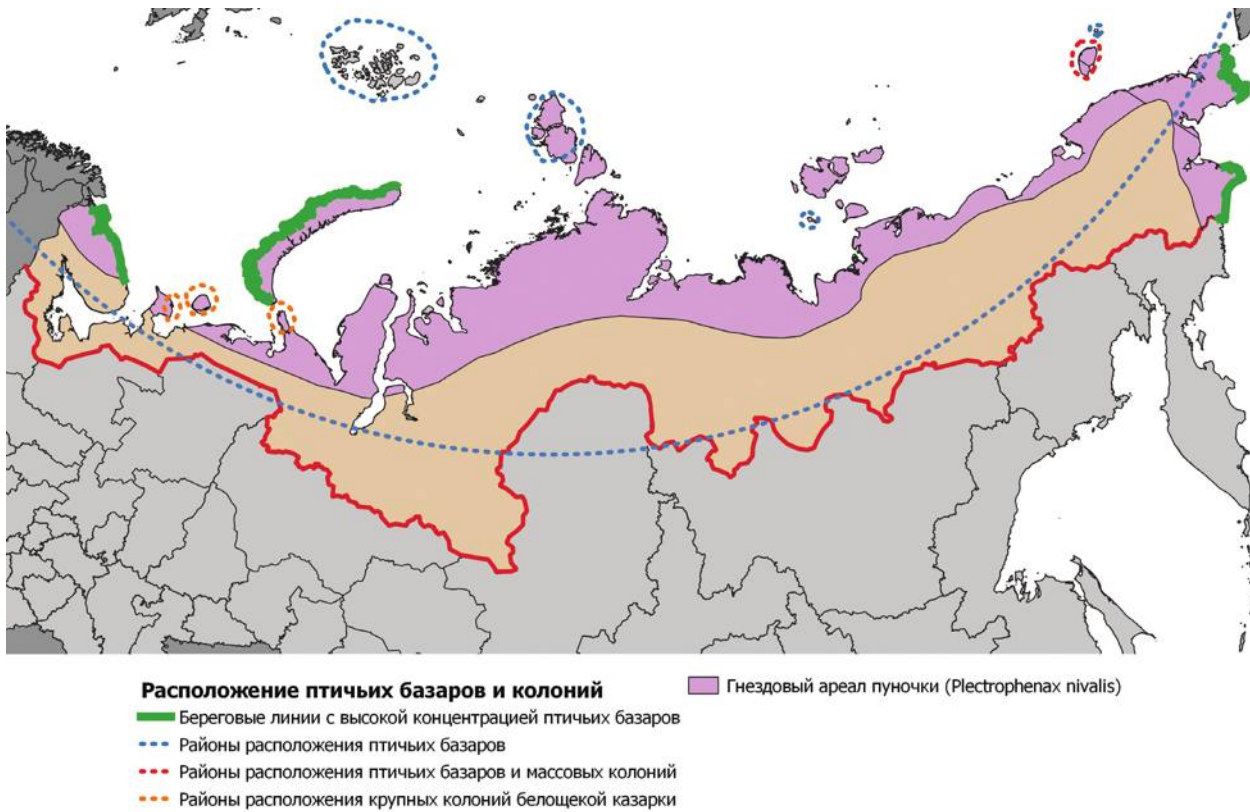 Расположение птичьих базаров и колоний
Береговые линии с высокой концентрацией птичьих базаров
Районы расположения птичьих базаров
Районы расположения птичьих базаров и массовых колоний
Районы расположения крупных колоний белощекой казарки
Гнездовый ареал пуночки (Plectrophenax nivalis)